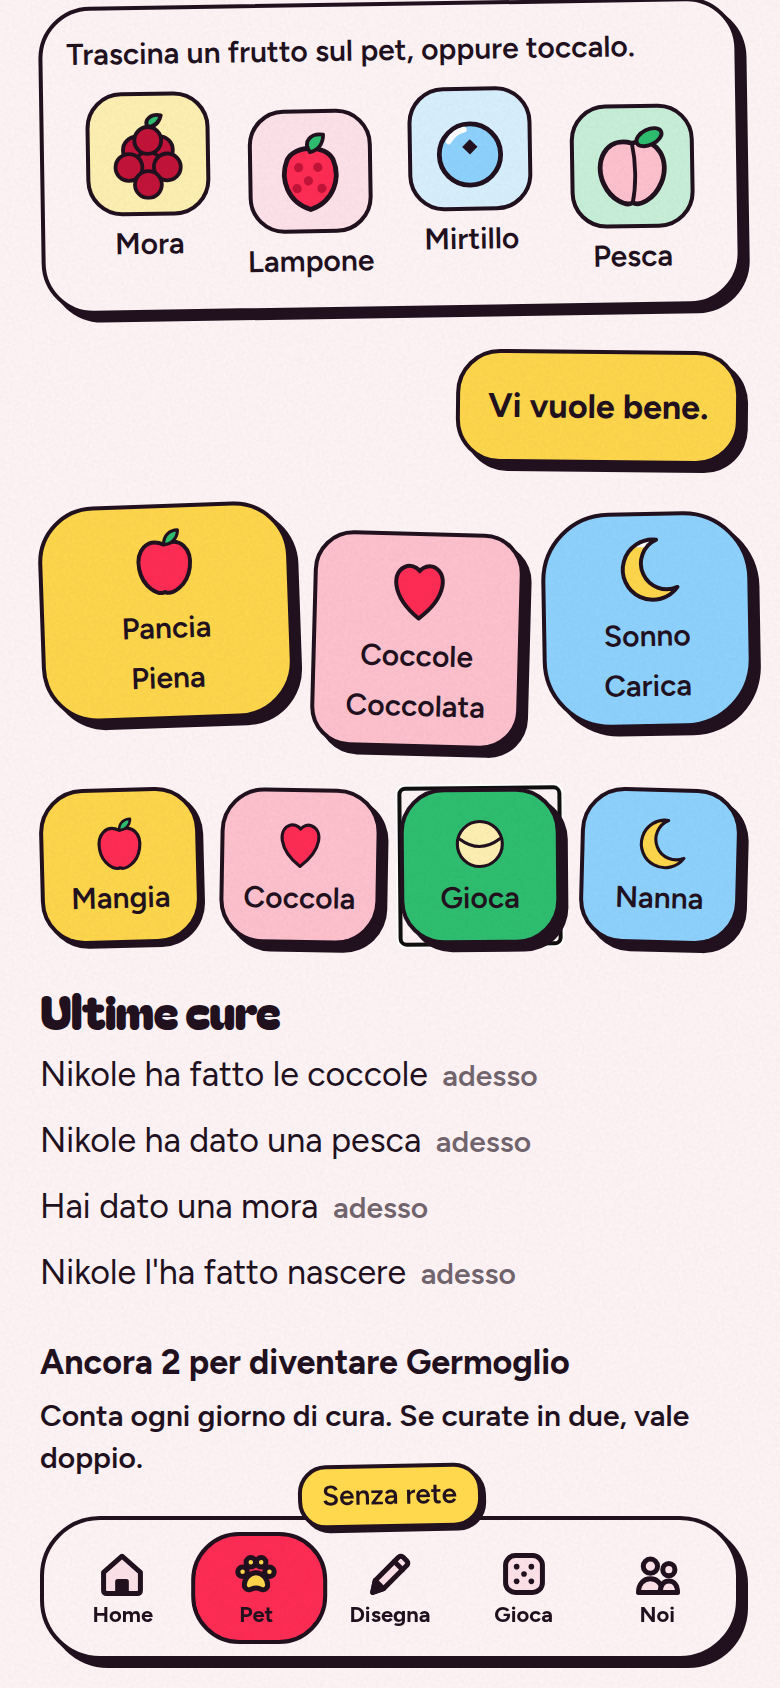 Trascina un frutto sul pet, oppure toccalo.
Mora
Lampone
Mirtillo
Pesca
Vi vuole bene.
Pancia
Piena
Coccole
Coccolata
Sonno
Carica
Mangia
Coccola
Gioca
Nanna
Ultime cure
Nikole ha fatto le coccole adesso
Nikole ha dato una pesca adesso
Hai dato una mora adesso
Nikole l'ha fatto nascere adesso
Ancora 2 per diventare Germoglio
Conta ogni giorno di cura. Se curate in due, vale
doppio.
Senza rete
Home
Pet
Disegna
Gioca
Noi